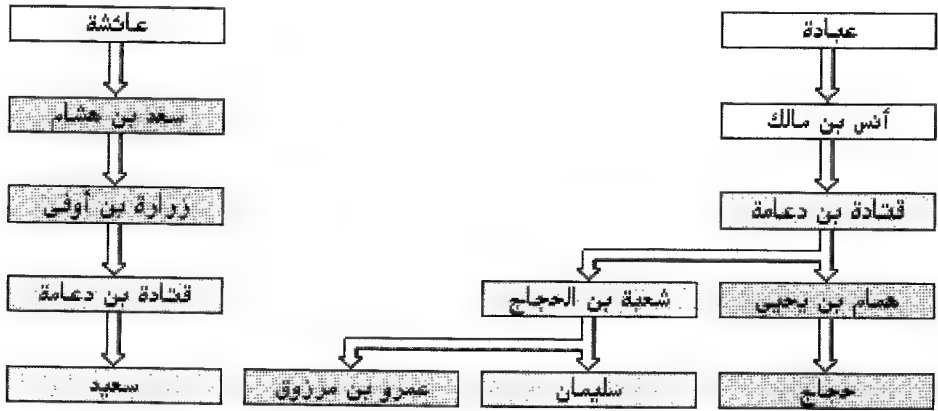 عبادة
عائشة
أنس بن مالك
سعد بن هشام
قتادة بن دعامة
زرارة بن أوفى
همام بن يحيى
شعبة بن الحجاج
قتادة بن دعامة
حجاج
سليمان
عمرو بن مرزوق
سعيد